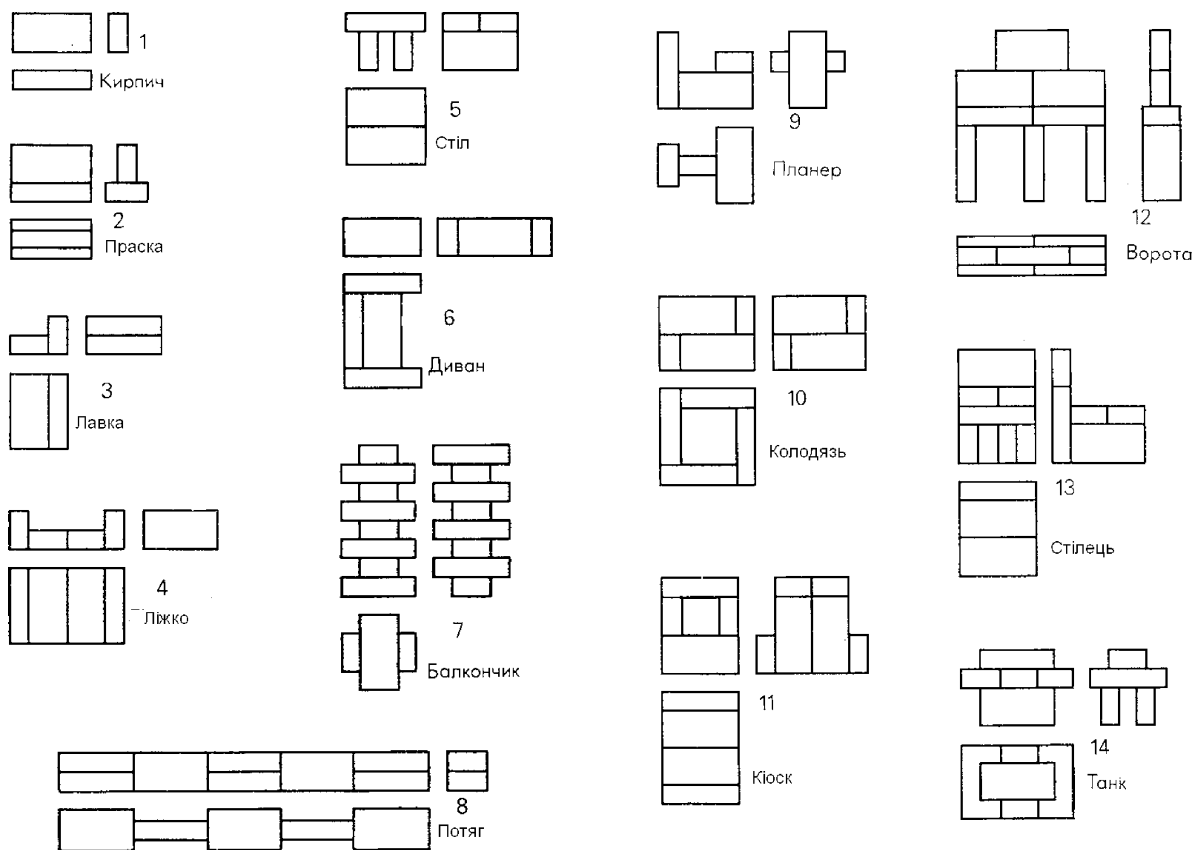 1
Кирпич
2
Праска
3
Лавка
4
Ліжко
5
Стіл
6
Диван
7
Балкончик
8
Потяг
9
Планер
10
Колодязь
11
Кіоск
12
Ворота
13
Стілець
14
Танк